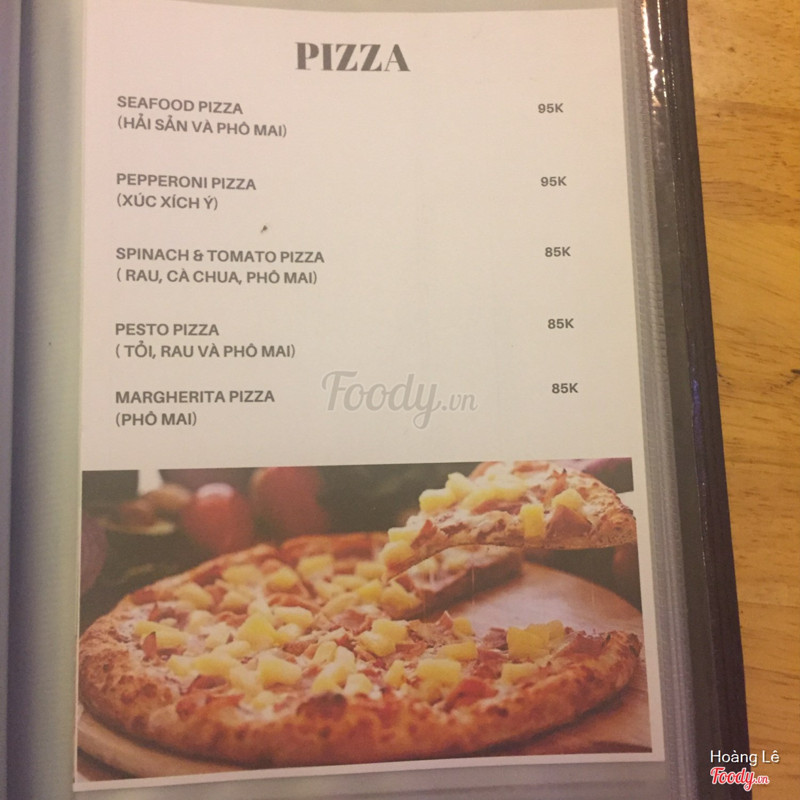 PIZZA
SEAFOOD PIZZA 95K
(HẢI SẢN VÀ PHÔ MAI)
PEPPERONI PIZZA 95K
(XÚC XÍCH Ý)
SPINACH & TOMATO PIZZA 85K
( RAU, CÀ CHUA, PHÔ MAI)
PESTO PIZZA 85K
( TỎI, RAU VÀ PHÔ MAI)
MARGHERITA PIZZA 85K
(PHÔ MAI)
Foody.vn
Hoàng Lê
Foody.vn